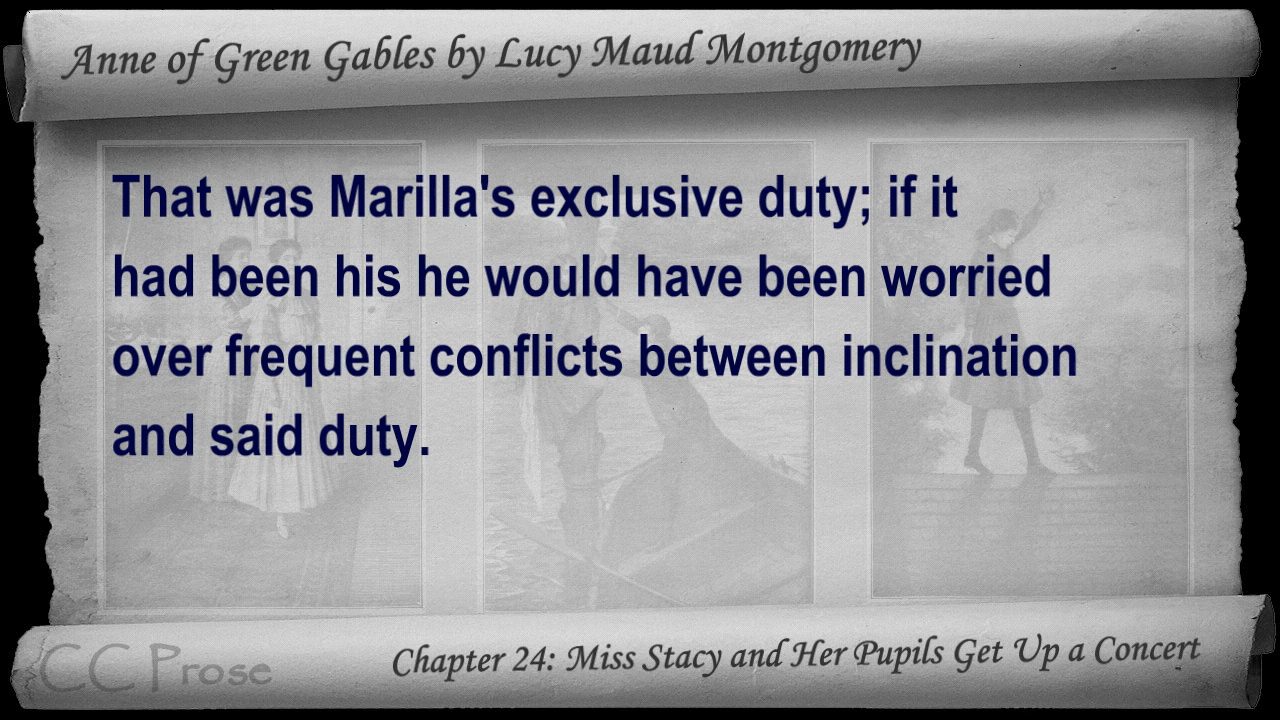 Anne of Green Gables by Lucy Maud Montgomery
That was Marilla's exclusive duty; if it
had been his he would have been worried
over frequent conflicts between inclination
and said duty.
CC Prose
Chapter 24: Miss Stacy and Her Pupils Get Up a Concert